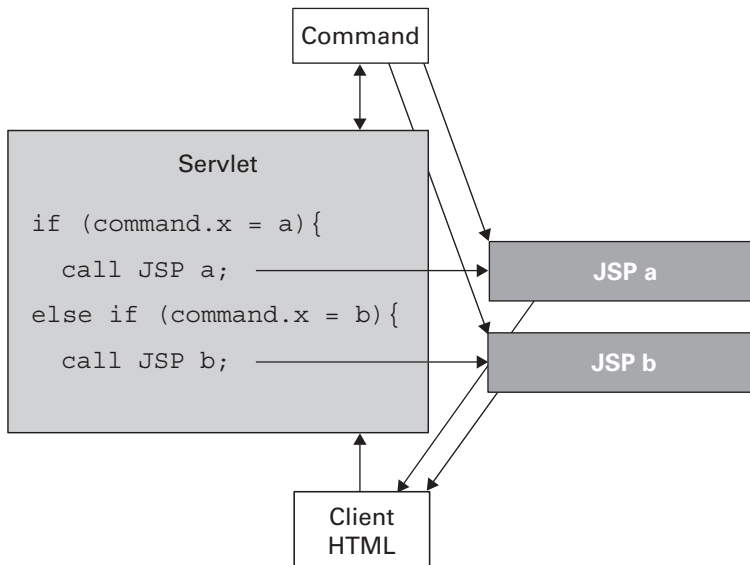 Command
Servlet
if (command.x = a){
call JSP a;
else if (command.x = b){
call JSP b;
JSP a
JSP b
Client
HTML